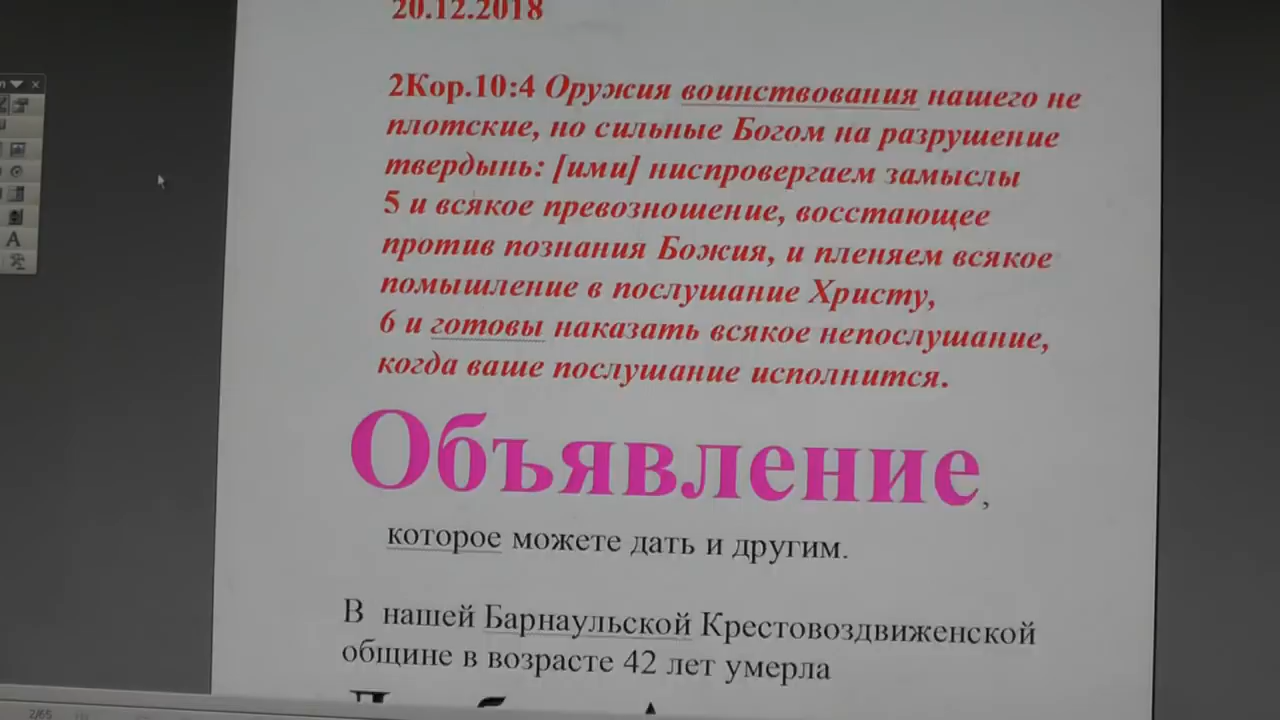 20.12.2018
2Кор.10:4 Оружия воинствования нашего не
плотские, но сильные Богом на разрушение
твердынь: [ими] ниспровергаем замыслы
5 и всякое превозношение, восстающее
против познания Божия, и пленяем всякое
помышление в послушание Христу,
6 и готовы наказать всякое непослушание,
когда ваше послушание исполнится.
Объявление,
которое можете дать и другим.
В нашей Барнаульской Крестовоздвиженской
общине в возрасте 42 лет умерла
2/65